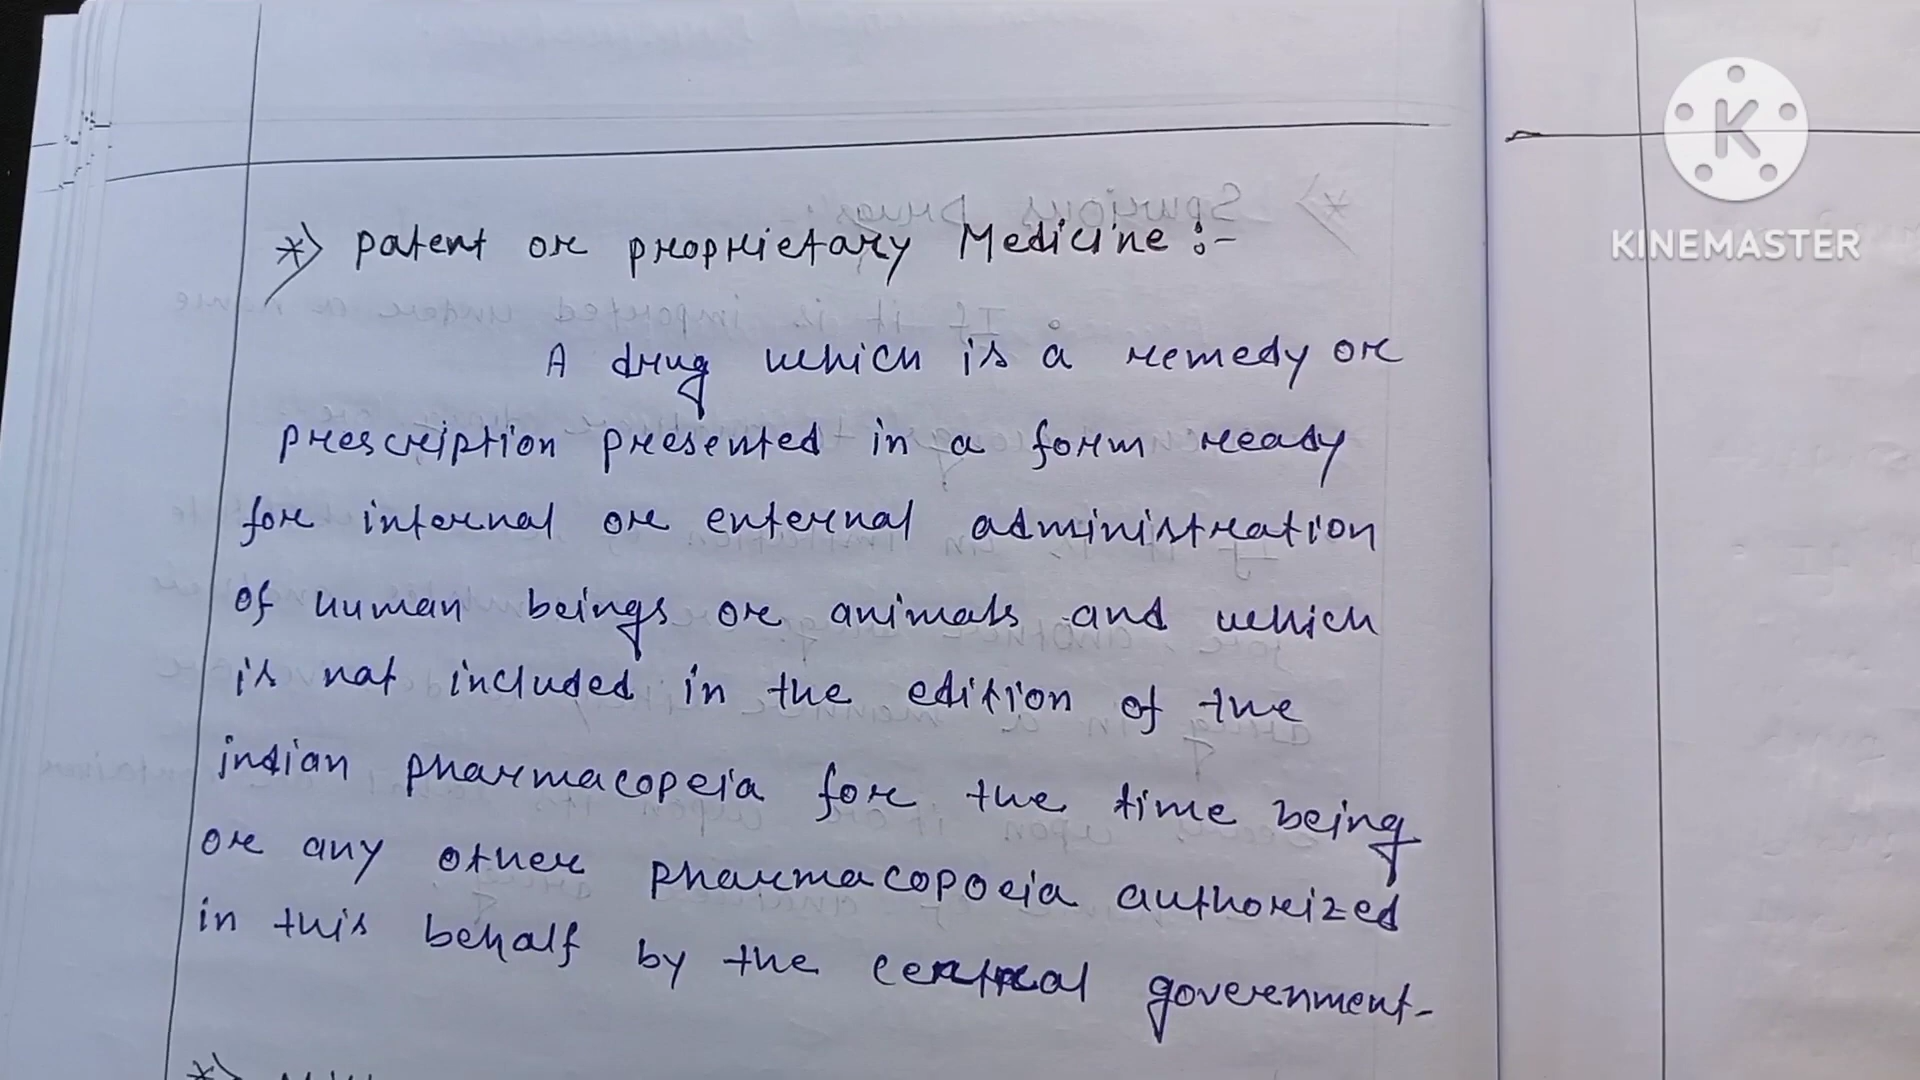 *) Patent or proprietary Medicine :-
A drug which is a remedy or
prescription presented in a form ready
for internal or enternal administration
of human beings or animals and which
is not included in the edition of the
indian pharmacopeia for the time being
or any other pharmacopoeia authorized
in this behalf by the central government-
K
KINEMASTER